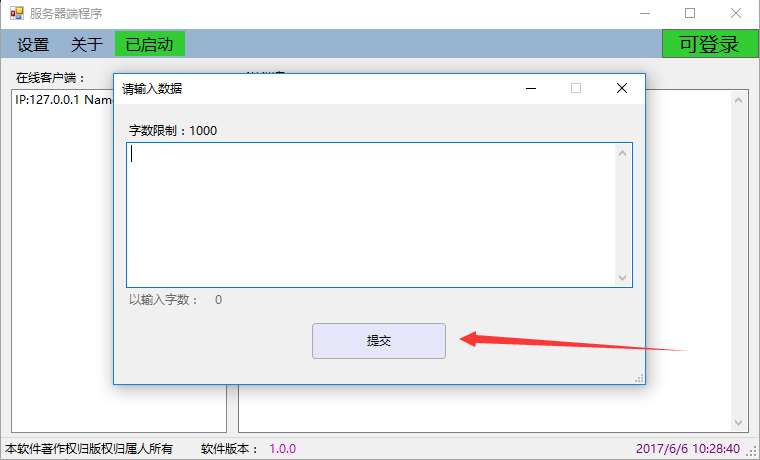 服务器端程序
设置 关于 已启动 可登录
在线客户端：
IP:127.0.0.1 Nam
请输入数据
字数限制：1000
以输入字数： 0
提交
本软件著作权归版权归属人所有 软件版本： 1.0.0 2017/6/6 10:28:40